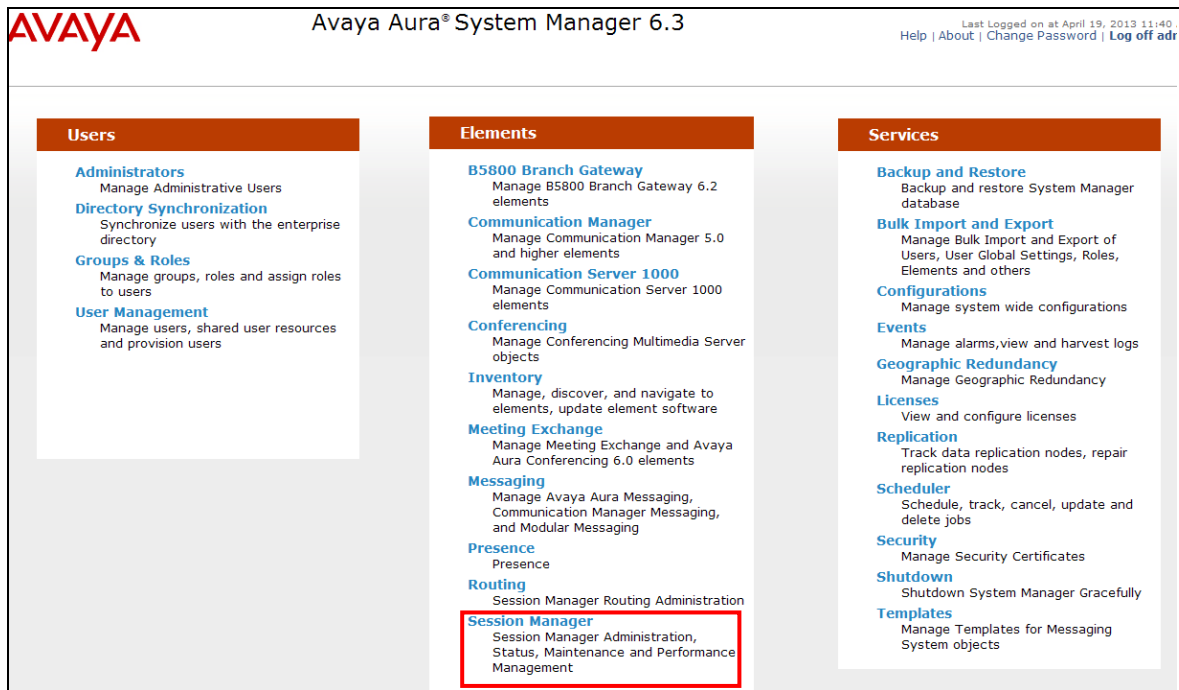 AVAYA
Avaya Aura® System Manager 6.3
Last Logged on at April 19, 2013 11:40
Help | About | Change Password | Log off
Users
Administrators
Manage Administrative Users
Directory Synchronization
Synchronize users with the enterprise
directory
Groups & Roles
Manage groups, roles and assign roles
to users
User Management
Manage users, shared user resources
and provision users
Elements
B5800 Branch Gateway
Manage B5800 Branch Gateway 6.2
elements
Communication Manager
Manage Communication Manager 5.0
and higher elements
Communication Server 1000
Manage Communication Server 1000
elements
Conferencing
Manage Conferencing Multimedia Server
objects
Inventory
Manage, discover, and navigate to
elements, update element software
Meeting Exchange
Manage Meeting Exchange and Avaya
Aura Conferencing 6.0 elements
Messaging
Manage Avaya Aura Messaging,
Communication Manager Messaging,
and Modular Messaging
Presence
Presence
Routing
Session Manager Routing Administration
Session Manager
Session Manager Administration,
Status, Maintenance and Performance
Management
Services
Backup and Restore
Backup and restore System Manager
database
Bulk Import and Export
Manage Bulk Import and Export of
Users, User Global Settings, Roles,
Elements and others
Configurations
Manage system wide configurations
Events
Manage alarms,view and harvest logs
Geographic Redundancy
Manage Geographic Redundancy
Licenses
View and configure licenses
Replication
Track data replication nodes, repair
replication nodes
Scheduler
Schedule, track, cancel, update and
delete jobs
Security
Manage Security Certificates
Shutdown
Shutdown System Manager Gracefully
Templates
Manage Templates for Messaging
System objects